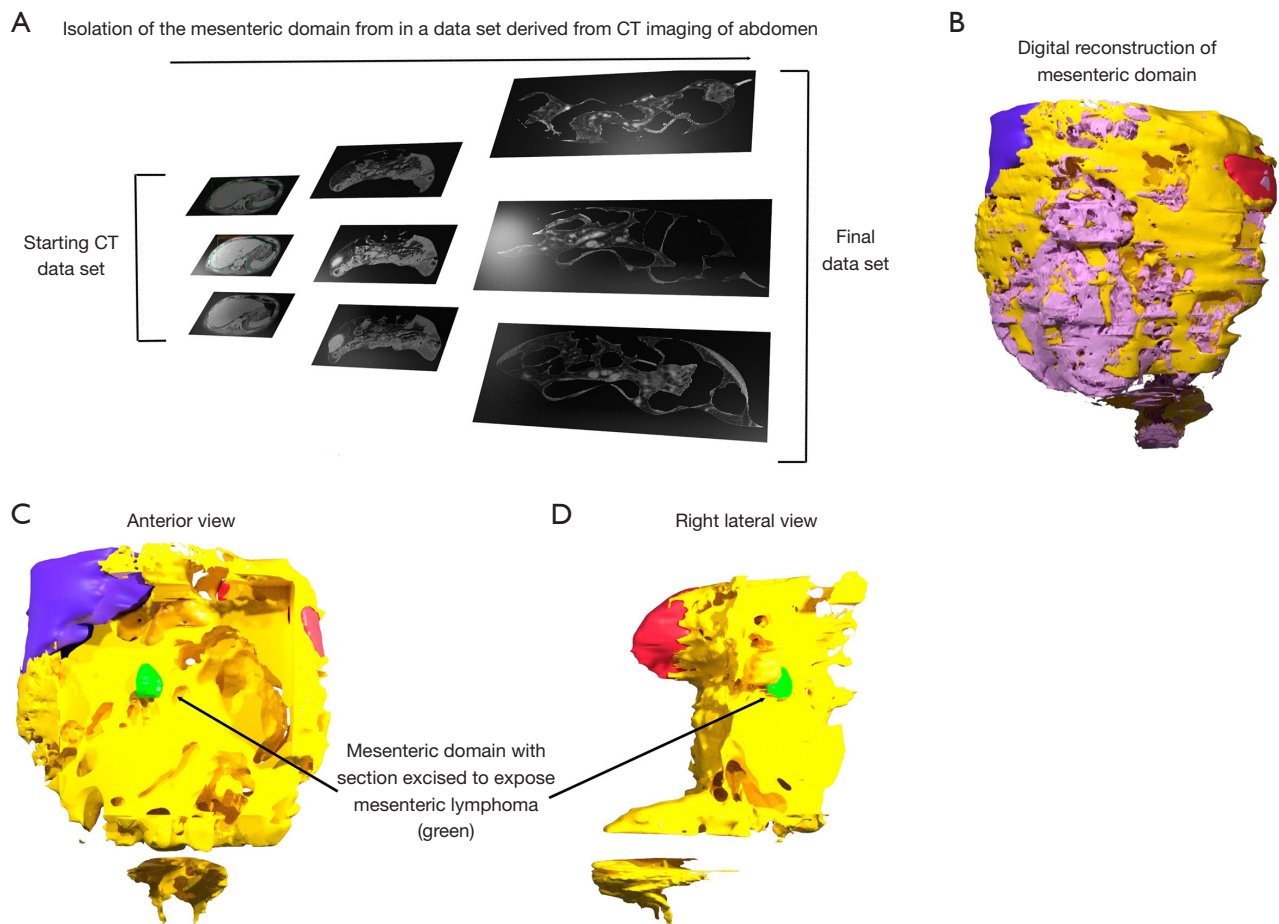 A
Isolation of the mesenteric domain from in a data set derived from CT imaging of abdomen
Starting CT
data set
Final
data set
B
Digital reconstruction of
mesenteric domain
C
Anterior view
D
Right lateral view
Mesenteric domain with
section excised to expose
mesenteric lymphoma
(green)